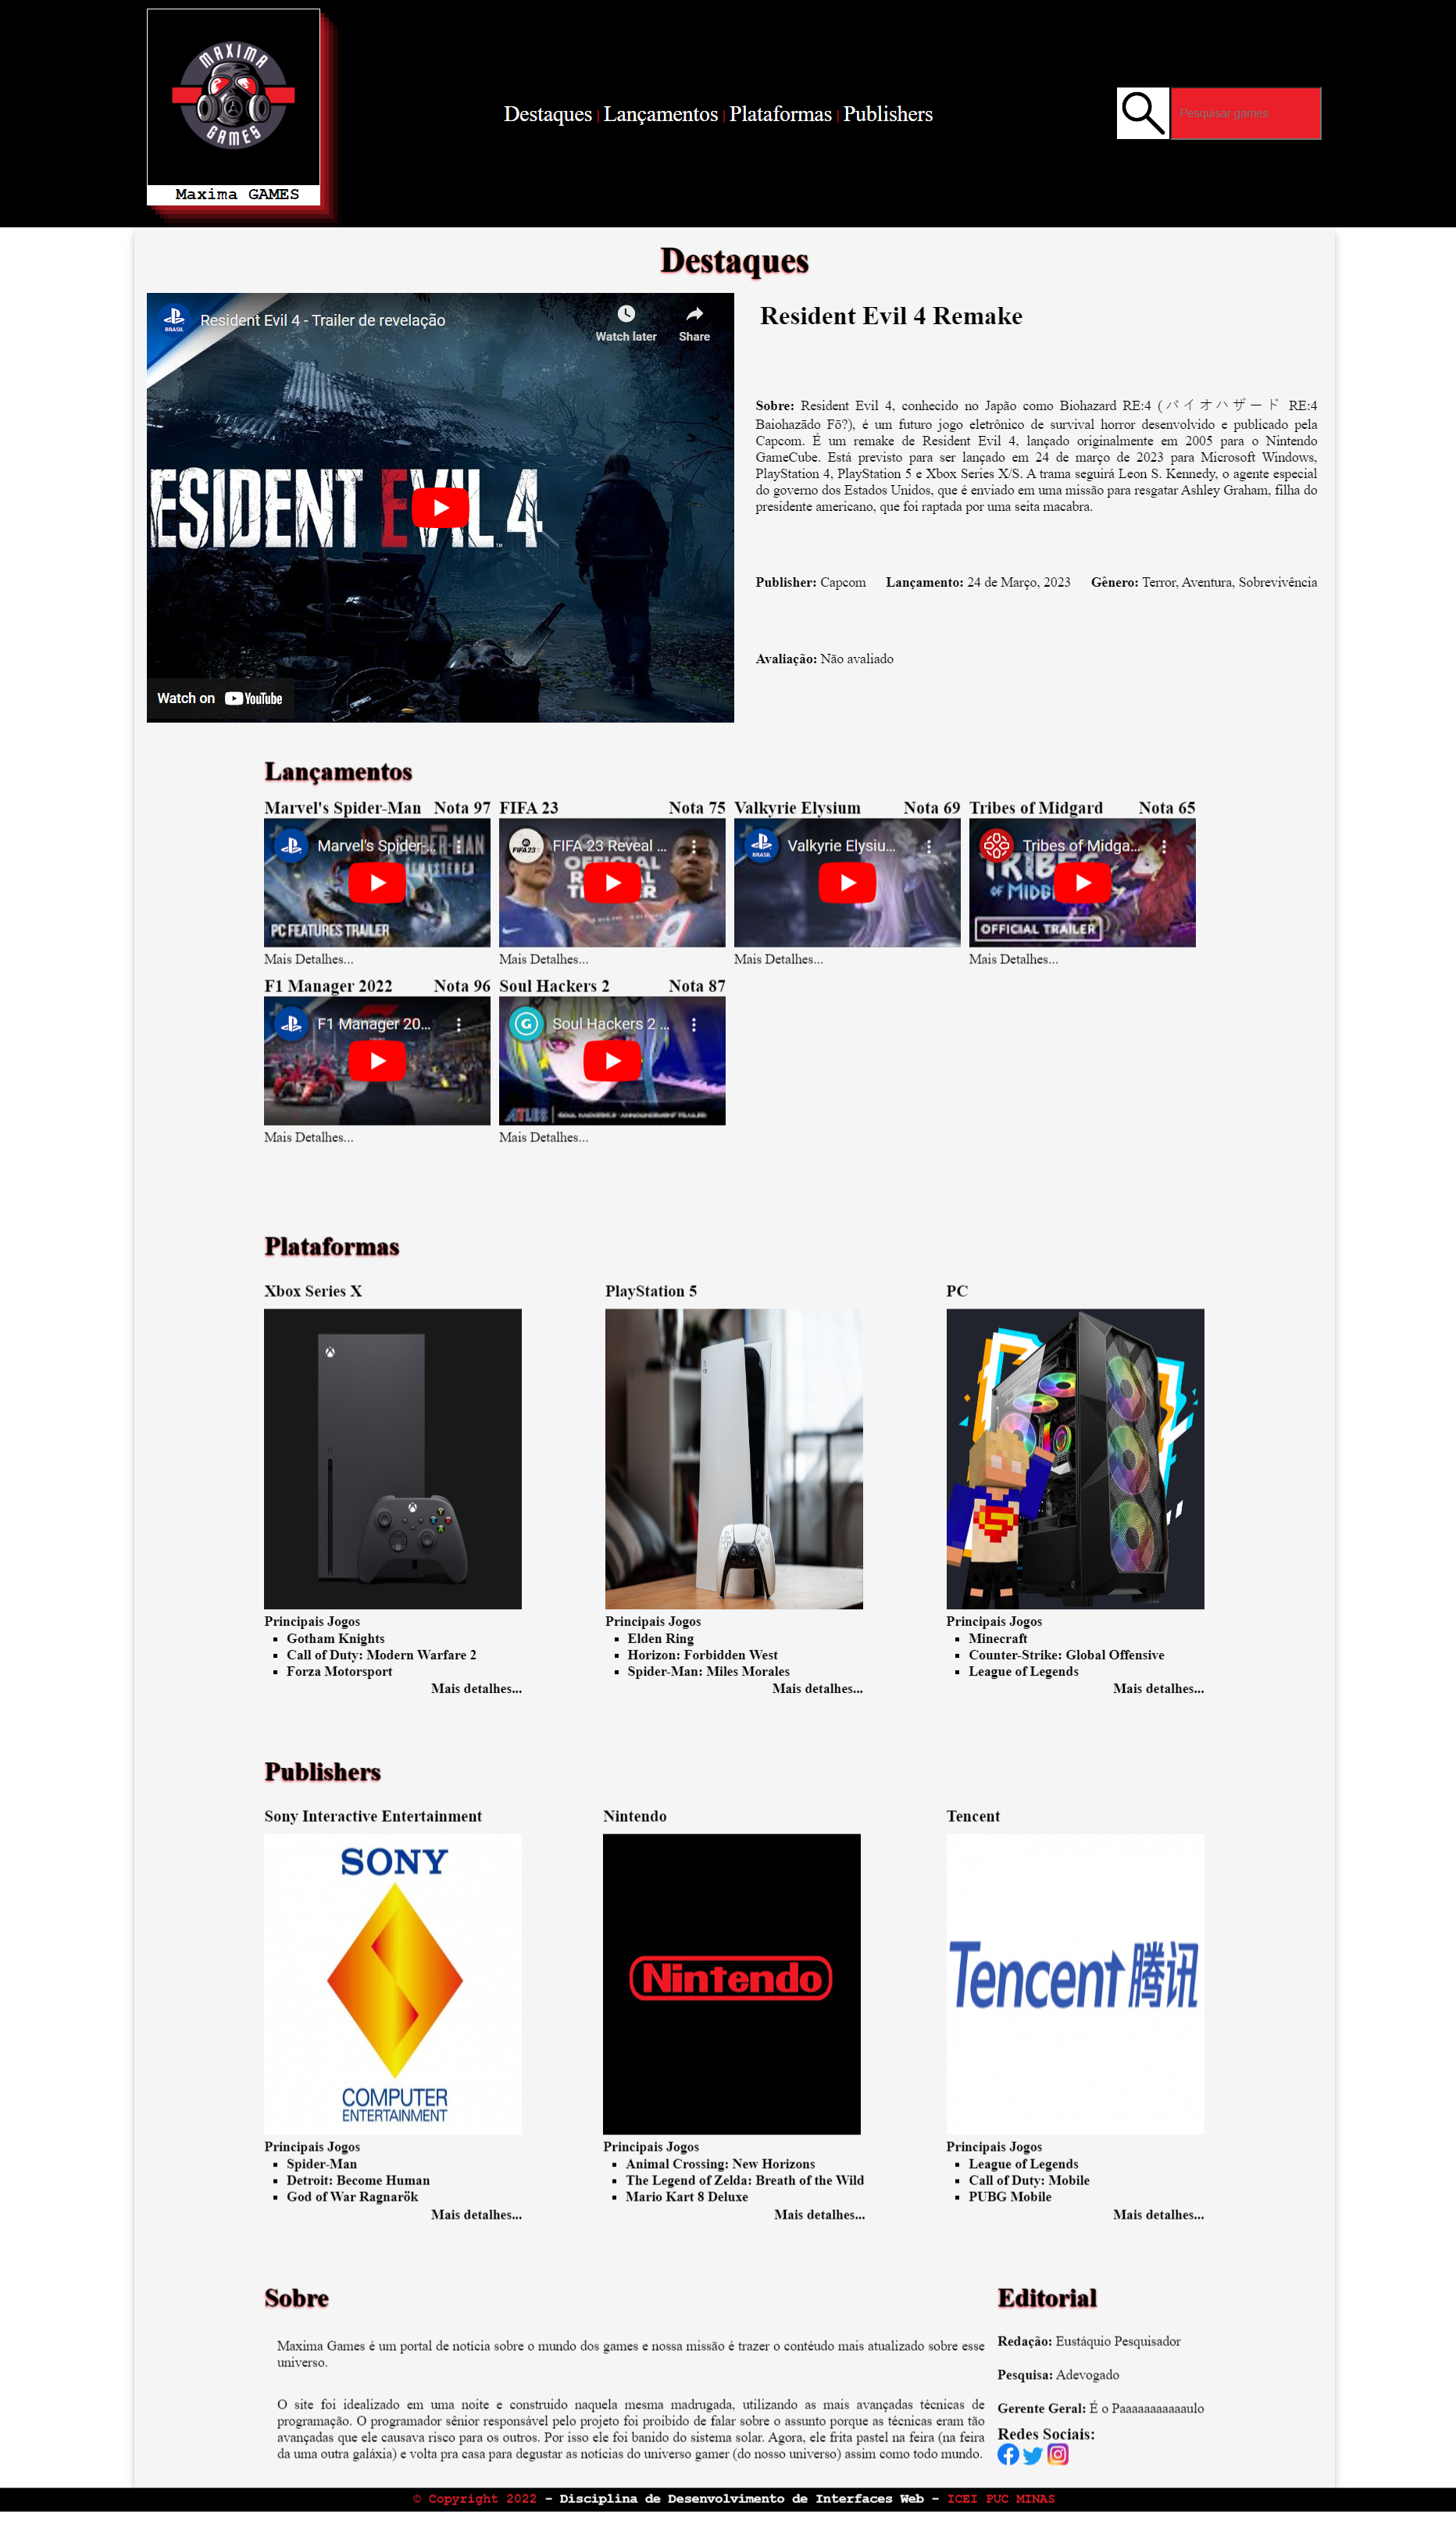 MAXIMA
GAMES
Maxima GAMES
Destaques | Lançamentos | Plataformas | Publishers
Pesquisar games
Destaques
BRASIL
Resident Evil 4 - Trailer de revelação
Watch later
Share
ESIDENT EVIL 4
Watch on YouTube
Resident Evil 4 Remake
Sobre: Resident Evil 4, conhecido no Japão como Biohazard RE:4 (バイオハザード RE:4
Baiohazādo Fō?), é um futuro jogo eletrônico de survival horror desenvolvido e publicado pela
Capcom. É um remake de Resident Evil 4, lançado originalmente em 2005 para o Nintendo
GameCube. Está previsto para ser lançado em 24 de março de 2023 para Microsoft Windows,
PlayStation 4, PlayStation 5 e Xbox Series X/S. A trama seguirá Leon S. Kennedy, o agente especial
do governo dos Estados Unidos, que é enviado em uma missão para resgatar Ashley Graham, filha do
presidente americano, que foi raptada por uma seita macabra.
Publisher: Capcom Lançamento: 24 de Março, 2023 Gênero: Terror, Aventura, Sobrevivência
Avaliação: Não avaliado
Lançamentos
Marvel's Spider-Man Nota 97
Marvel's Spider-...
PC FEATURES TRAILER
Mais Detalhes...
FIFA 23 Nota 75
FIFA 23
FIFA 23 Reveal ...
OFFICIAL
Mais Detalhes...
Valkyrie Elysium Nota 69
BRASIL
Valkyrie Elysiu...
Mais Detalhes...
Tribes of Midgard Nota 65
Tribes of Midga...
TRIBES
OF MIDG
OFFICIAL TRAILER
Mais Detalhes...
F1 Manager 2022 Nota 96
F1 Manager 20...
Mais Detalhes...
Soul Hackers 2 Nota 87
Soul Hackers 2 ...
ATLUS | SOUL HACKERS 2 ANNOUNCEMENT TRAILER
Mais Detalhes...
Plataformas
Xbox Series X
Principais Jogos
Gotham Knights
Call of Duty: Modern Warfare 2
Forza Motorsport
Mais detalhes...
PlayStation 5
Principais Jogos
Elden Ring
Horizon: Forbidden West
Spider-Man: Miles Morales
Mais detalhes...
PC
Principais Jogos
Minecraft
Counter-Strike: Global Offensive
League of Legends
Mais detalhes...
Publishers
Sony Interactive Entertainment
SONY
COMPUTER
ENTERTAINMENT
Principais Jogos
Spider-Man
Detroit: Become Human
God of War Ragnarök
Mais detalhes...
Nintendo
Nintendo
Principais Jogos
Animal Crossing: New Horizons
The Legend of Zelda: Breath of the Wild
Mario Kart 8 Deluxe
Mais detalhes...
Tencent
Tencent 腾讯
Principais Jogos
League of Legends
Call of Duty: Mobile
PUBG Mobile
Mais detalhes...
Sobre
Maxima Games é um portal de notícia sobre o mundo dos games e nossa missão é trazer o contéudo mais atualizado sobre esse
universo.
O site foi idealizado em uma noite e construido naquela mesma madrugada, utilizando as mais avançadas técnicas de
programação. O programador sênior responsável pelo projeto foi proibido de falar sobre o assunto porque as técnicas eram tão
avançadas que ele causava risco para os outros. Por isso ele foi banido do sistema solar. Agora, ele frita pastel na feira (na feira
da uma outra galáxia) e volta pra casa para degustar as notícias do universo gamer (do nosso universo) assim como todo mundo.
Editorial
Redação: Eustáquio Pesquisador
Pesquisa: Adevogado
Gerente Geral: É o Paaaaaaaaaaaulo
Redes Sociais:
© Copyright 2022 - Disciplina de Desenvolvimento de Interfaces Web - ICEI PUC MINAS